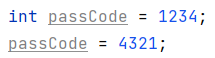 int passCode = 1234;
passCode = 4321;